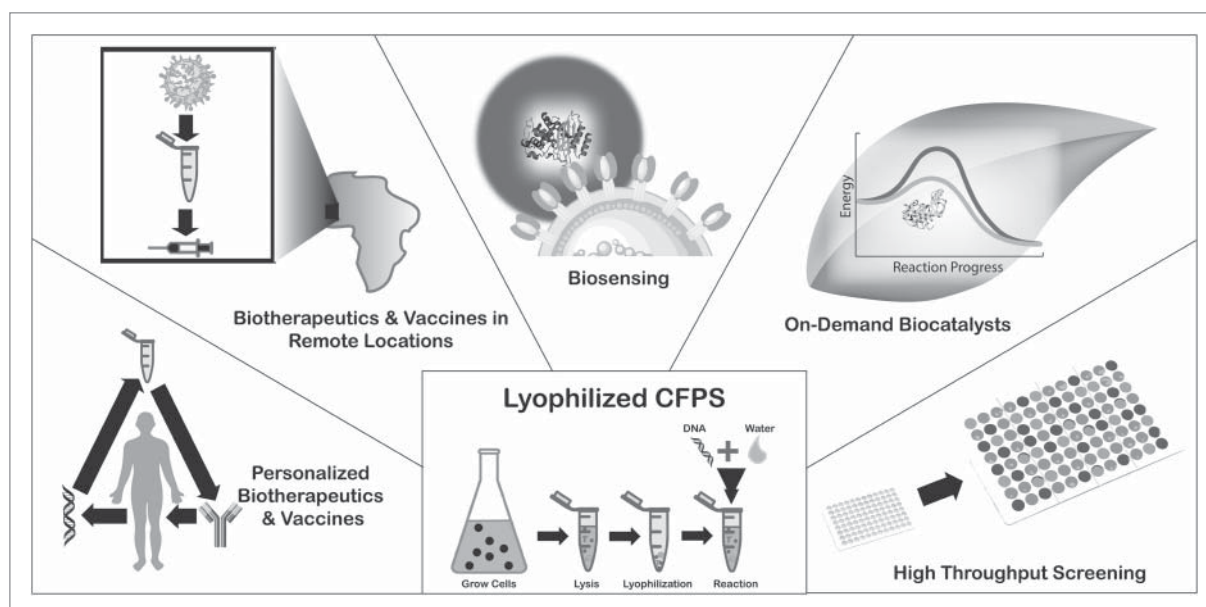 Biotherapeutics & Vaccines in
Remote Locations
Biosensing
Energy
Reaction Progress
On-Demand Biocatalysts
Personalized
Biotherapeutics
& Vaccines
Lyophilized CFPS
DNA
Water
Grow Cells
Lysis
Lyophilization
Reaction
High Throughput Screening